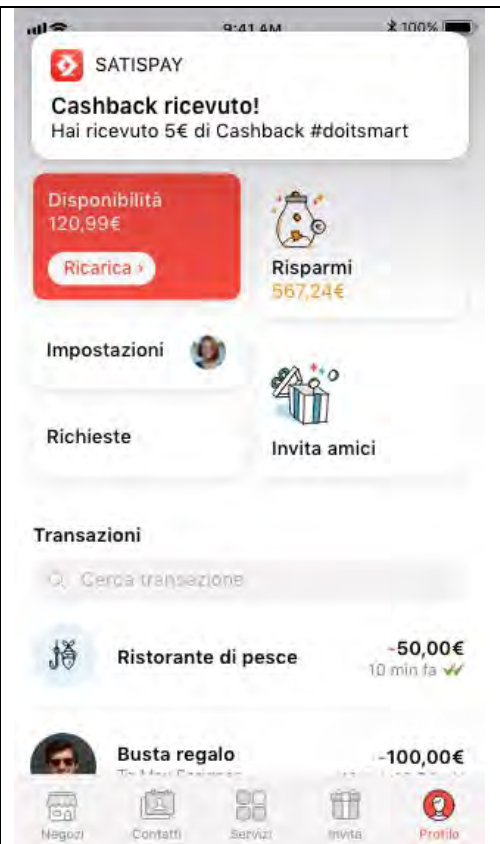 9:41 AM
100%
SATISPAY
Cashback ricevuto!
Hai ricevuto 5€ di Cashback #doitsmart
Disponibilità
120,99€
Ricarica ›
Risparmi
567,24€
Impostazioni
Richieste
Invita amici
Transazioni
Cerca transazione
Ristorante di pesce
-50,00€
10 min fa
Busta regalo
-100,00€
Negozi
Contatti
Servizi
Invita
Profilo